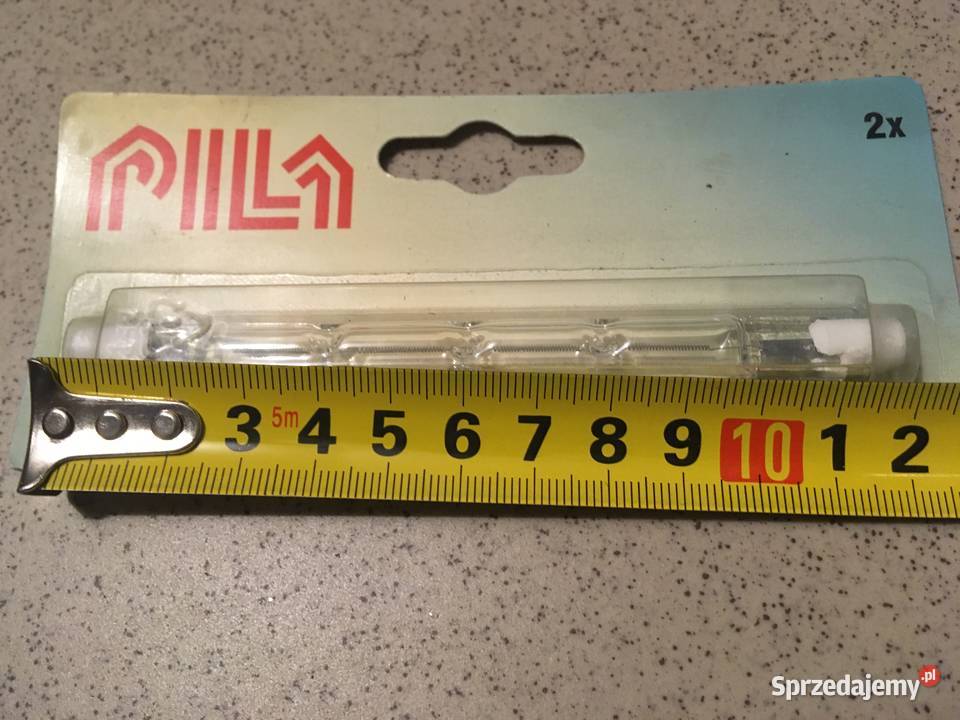 PILA
2x
3 5m 4 5 6 7 8 9 10 1 2
Sprzedajemy.pl